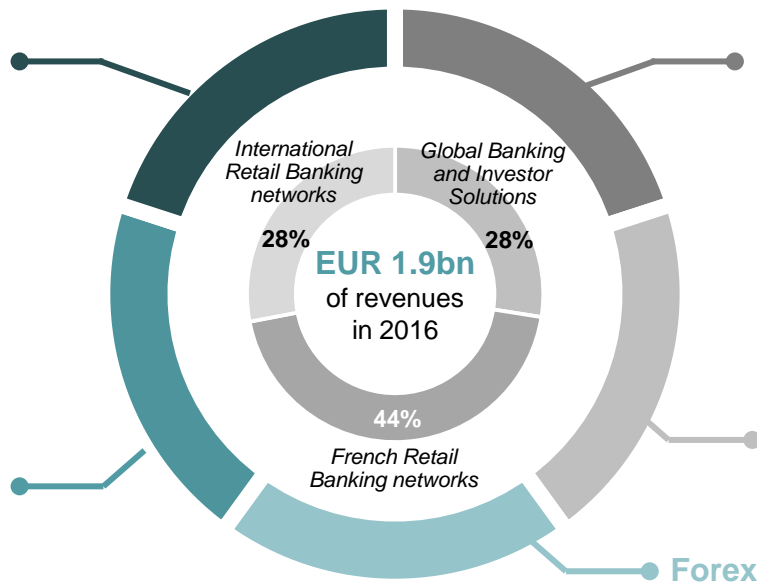 International
Retail Banking
networks
28%
Global Banking
and Investor
Solutions
28%
EUR 1.9bn
of revenues
in 2016
44%
French Retail
Banking networks
Forex